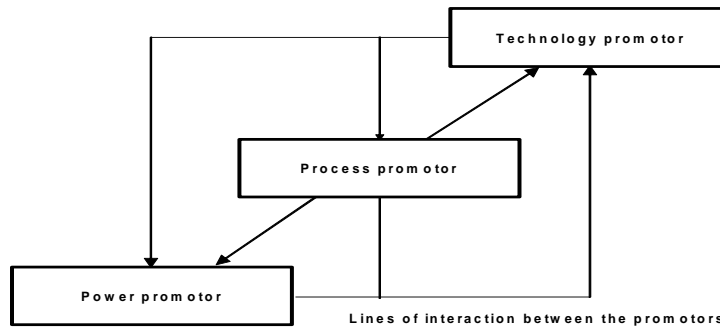 Technology promotor
Process promotor
Power promotor
Lines of interaction between the promotors